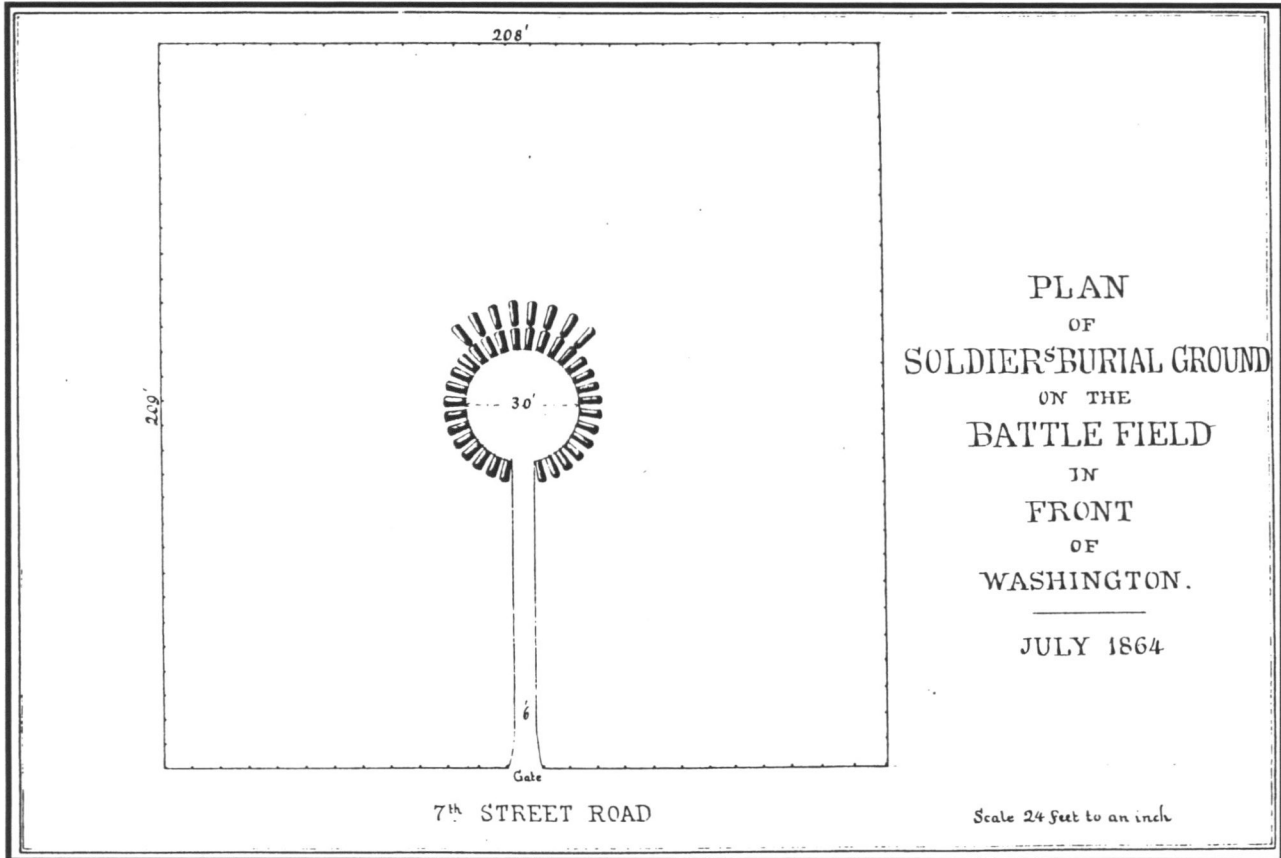 208'
209'
30'
6'
Gate
7th STREET ROAD
PLAN
OF
SOLDIERS BURIAL GROUND
ON THE
BATTLE FIELD
IN
FRONT
OF
WASHINGTON.
JULY 1864
Scale 24 feet to an inch